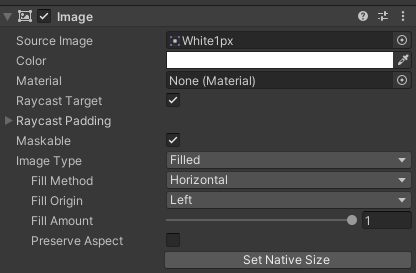 Image
Source Image White1px
Color
Material None (Material)
Raycast Target
Raycast Padding
Maskable
Image Type Filled
Fill Method Horizontal
Fill Origin Left
Fill Amount 1
Preserve Aspect
Set Native Size